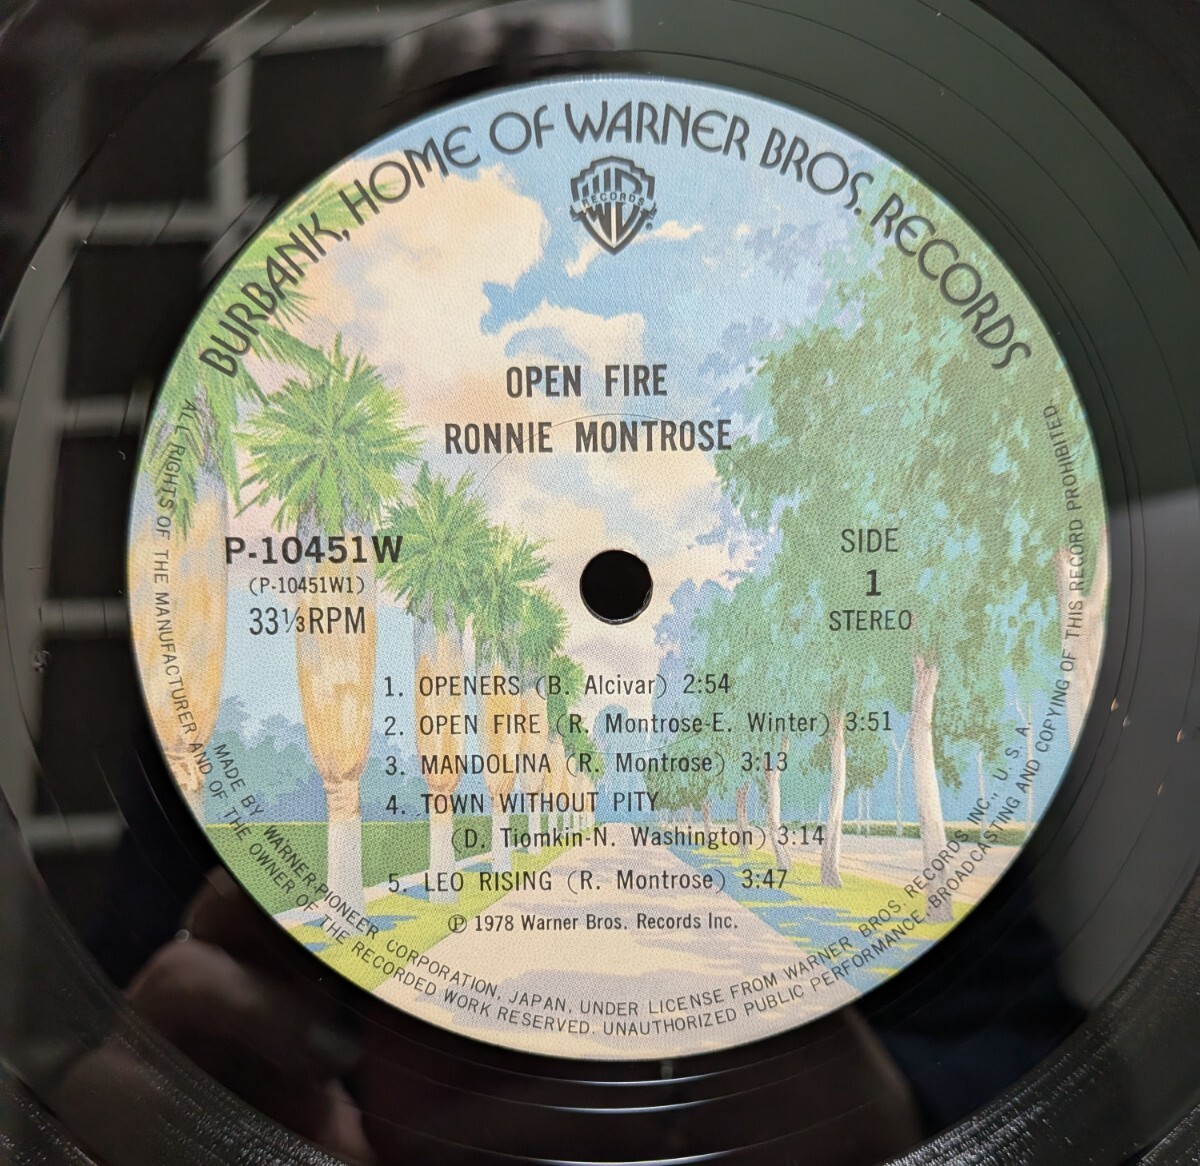 BURBANK, HOME OF WARNER BROS. RECORDS
WB
RECORDS
®
OPEN FIRE
RONNIE MONTROSE
P-10451W
(P-10451W1)
33⅓RPM
SIDE
1
STEREO
1. OPENERS (B. Alcivar) 2:54
2. OPEN FIRE (R. Montrose-E. Winter) 3:51
3. MANDOLINA (R. Montrose) 3:13
4. TOWN WITHOUT PITY
(D. Tiomkin-N. Washington) 3:14
5. LEO RISING (R. Montrose) 3:47
℗ 1978 Warner Bros. Records Inc.
MADE BY WARNER-PIONEER CORPORATION, JAPAN, UNDER LICENSE FROM WARNER BROS. RECORDS INC., U. S. A.
ALL RIGHTS OF THE MANUFACTURER AND OF THE OWNER OF THE RECORDED WORK RESERVED. UNAUTHORIZED PUBLIC PERFORMANCE, BROADCASTING AND COPYING OF THIS RECORD PROHIBITED.